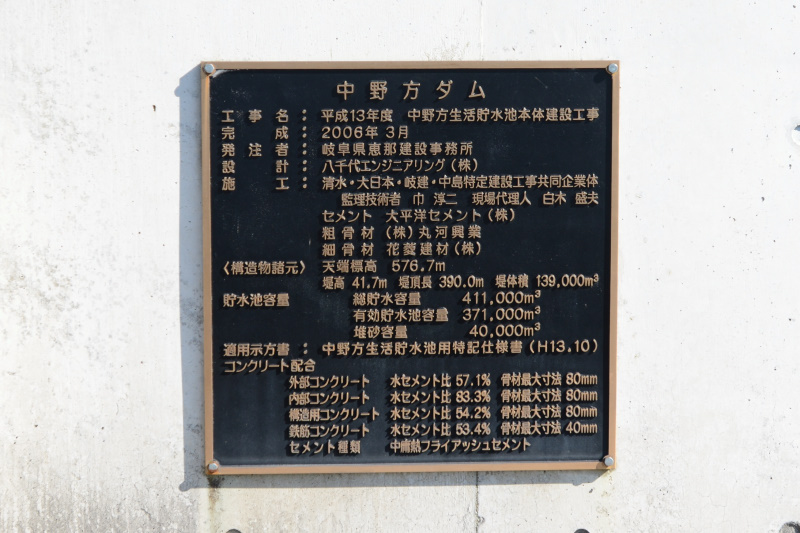 中野方ダム
工事名： 平成13年度 中野方生活貯水池本体建設工事
完成： 2006年 3月
発注者： 岐阜県恵那建設事務所
設計： 八千代エンジニアリング（株）
施工： 清水・大日本・岐建・中島特定建設工事共同企業体
監理技術者 巾 淳二 現場代理人 白木 盛夫
セメント 大平洋セメント（株）
粗骨材 （株）丸河興業
細骨材 花菱建材（株）
〈構造物諸元〉 天端標高 576.7m
堤高 41.7m 堤頂長 390.0m 堤体積 139,000m³
貯水池容量 総貯水容量 411,000m³
有効貯水池容量 371,000m³
堆砂容量 40,000m³
適用示方書： 中野方生活貯水池用特記仕様書（H13.10）
コンクリート配合
外部コンクリート 水セメント比 57.1% 骨材最大寸法 80mm
内部コンクリート 水セメント比 83.3% 骨材最大寸法 80mm
構造用コンクリート 水セメント比 54.2% 骨材最大寸法 80mm
鉄筋コンクリート 水セメント比 53.4% 骨材最大寸法 40mm
セメント種類 中庸熱フライアッシュセメント